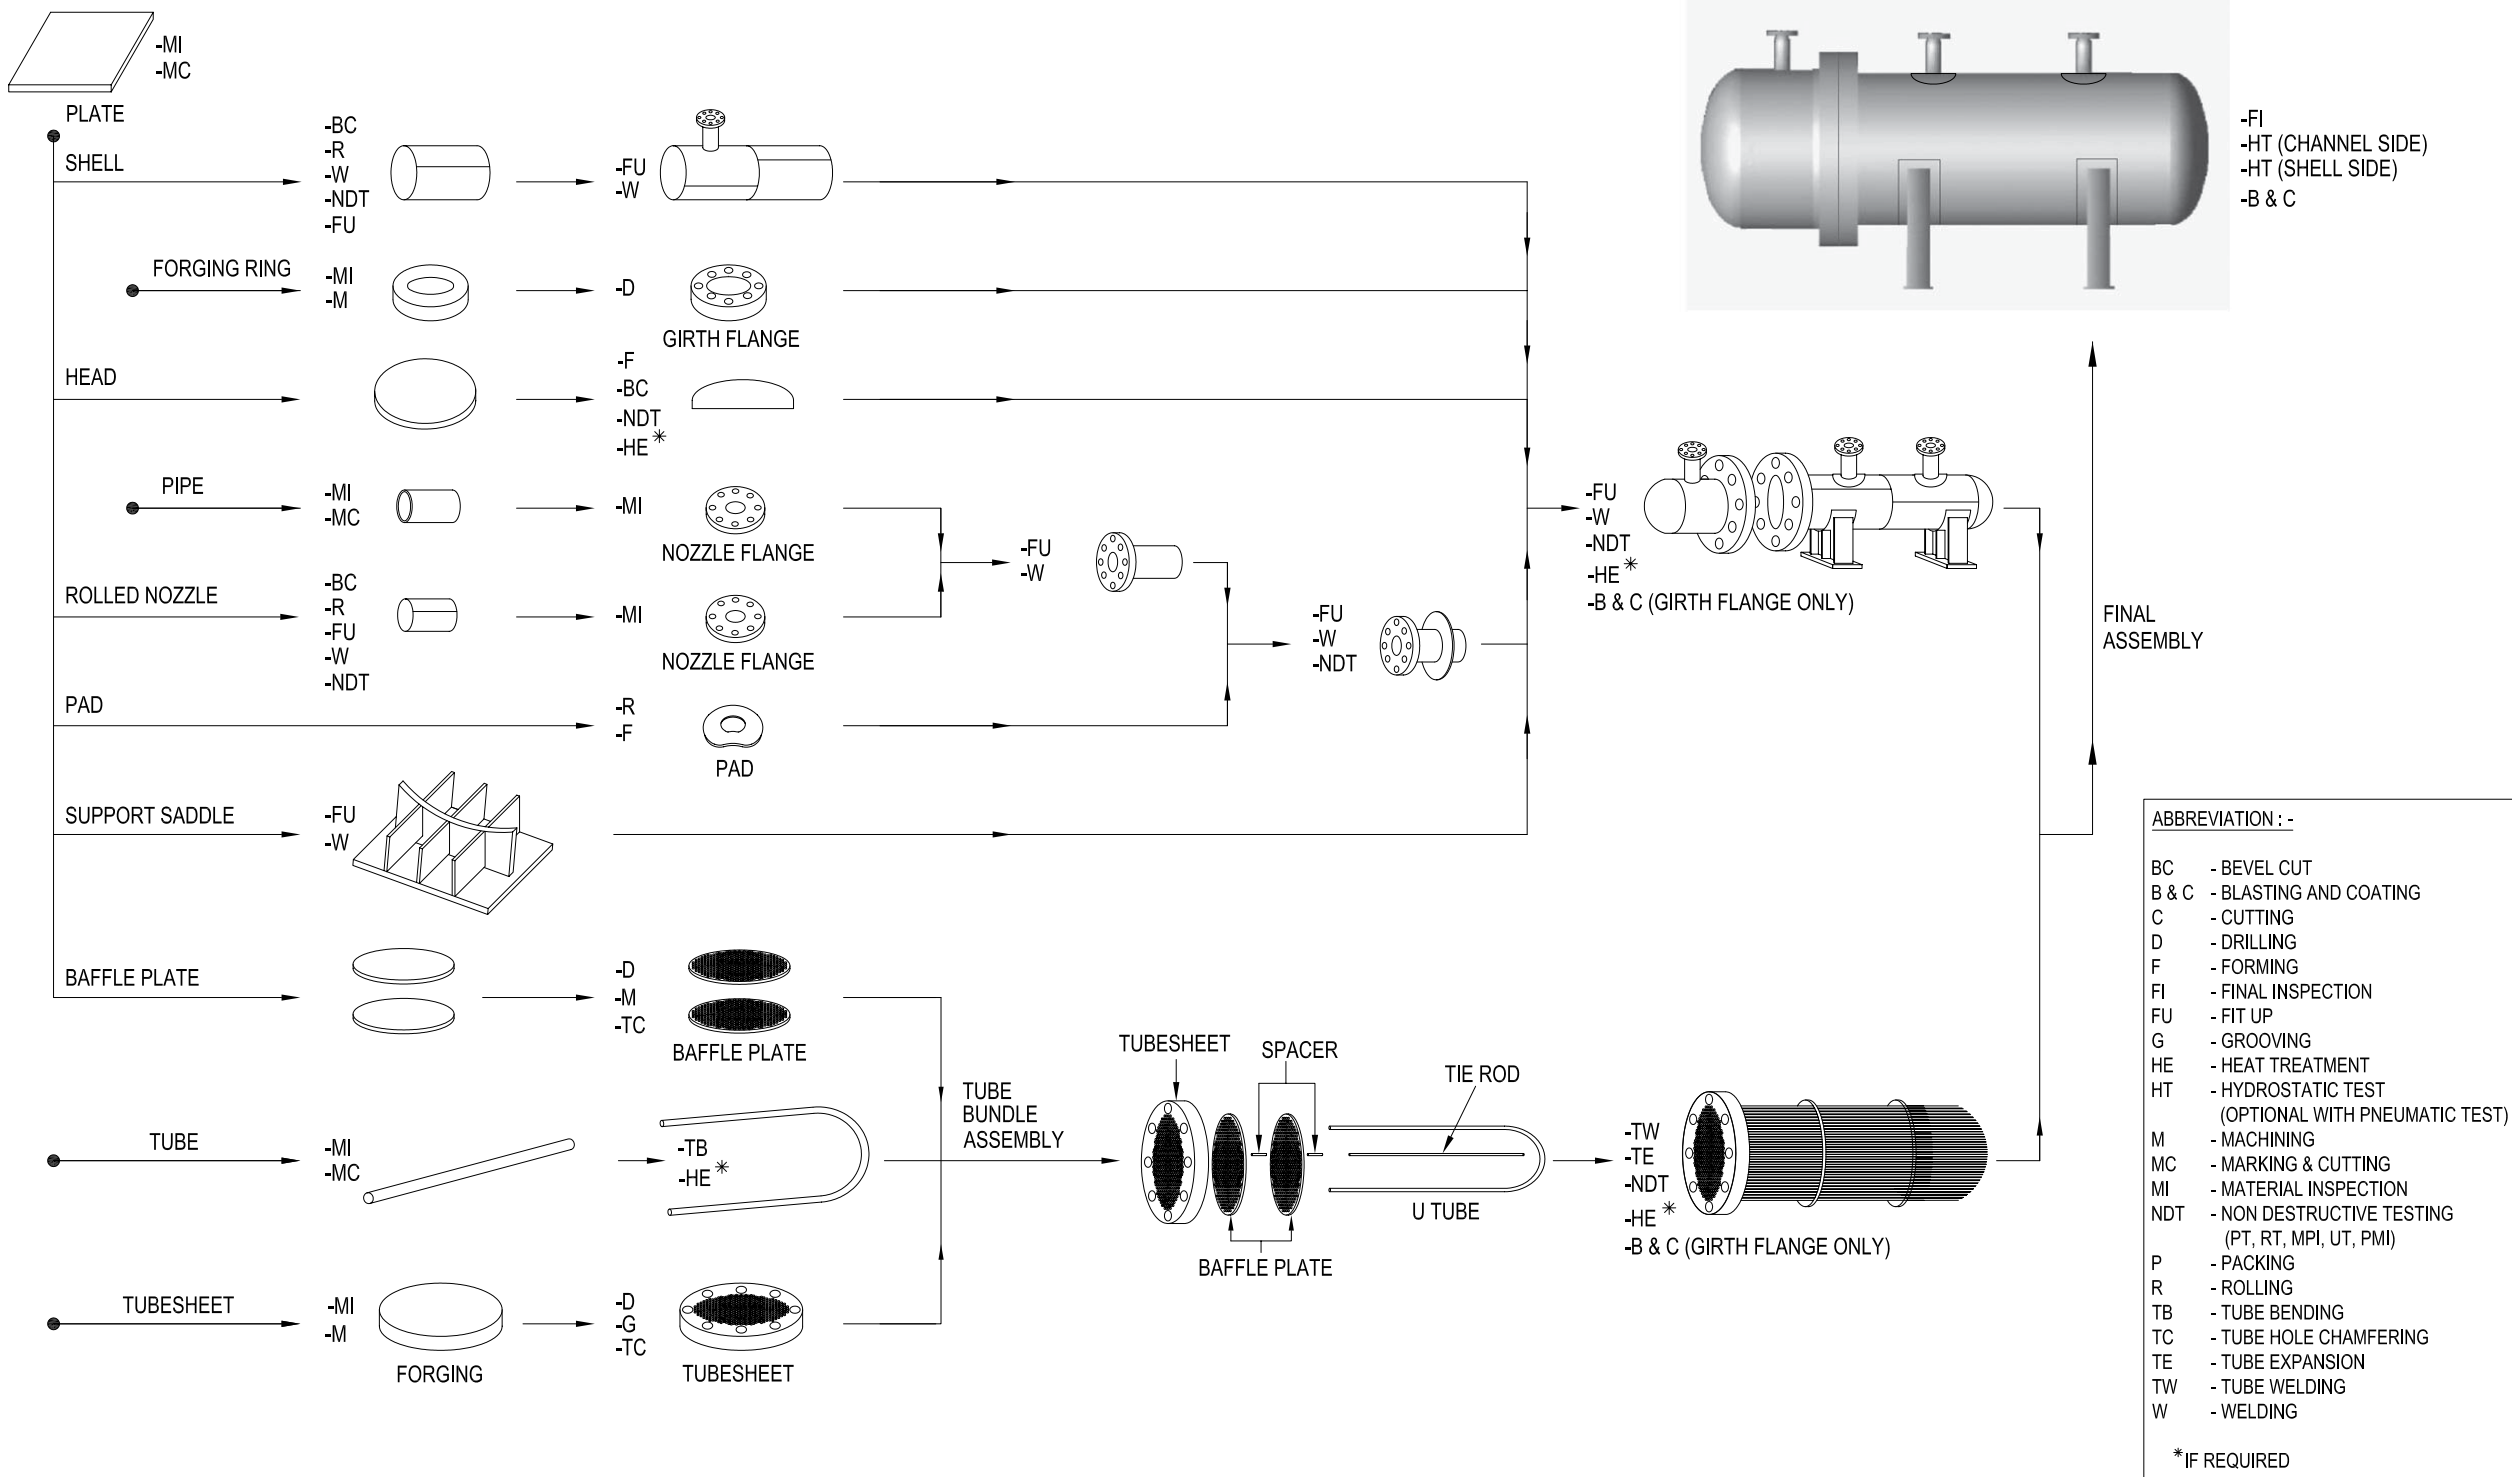 -MI
-MC
PLATE
SHELL
-BC
-R
-W
-NDT
-FU
-FU
-W
-FI
-HT (CHANNEL SIDE)
-HT (SHELL SIDE)
-B & C
FORGING RING
-MI
-M
-D
GIRTH FLANGE
HEAD
-F
-BC
-NDT
-HE*
PIPE
-MI
-MC
-MI
NOZZLE FLANGE
ROLLED NOZZLE
-BC
-R
-FU
-W
-NDT
-MI
NOZZLE FLANGE
-FU
-W
PAD
-R
-F
PAD
-FU
-W
-NDT
-FU
-W
-NDT
-HE*
-B & C (GIRTH FLANGE ONLY)
FINAL
ASSEMBLY
SUPPORT SADDLE
-FU
-W
BAFFLE PLATE
-D
-M
-TC
BAFFLE PLATE
TUBE
-MI
-MC
-TB
-HE*
TUBE
BUNDLE
ASSEMBLY
TUBESHEET
-MI
-M
FORGING
-D
-G
-TC
TUBESHEET
TUBESHEET
SPACER
TIE ROD
U TUBE
BAFFLE PLATE
-TW
-TE
-NDT
-HE*
-B & C (GIRTH FLANGE ONLY)
ABBREVIATION : -
BC - BEVEL CUT
B & C - BLASTING AND COATING
C - CUTTING
D - DRILLING
F - FORMING
FI - FINAL INSPECTION
FU - FIT UP
G - GROOVING
HE - HEAT TREATMENT
HT - HYDROSTATIC TEST
(OPTIONAL WITH PNEUMATIC TEST)
M - MACHINING
MC - MARKING & CUTTING
MI - MATERIAL INSPECTION
NDT - NON DESTRUCTIVE TESTING
(PT, RT, MPI, UT, PMI)
P - PACKING
R - ROLLING
TB - TUBE BENDING
TC - TUBE HOLE CHAMFERING
TE - TUBE EXPANSION
TW - TUBE WELDING
W - WELDING
*IF REQUIRED